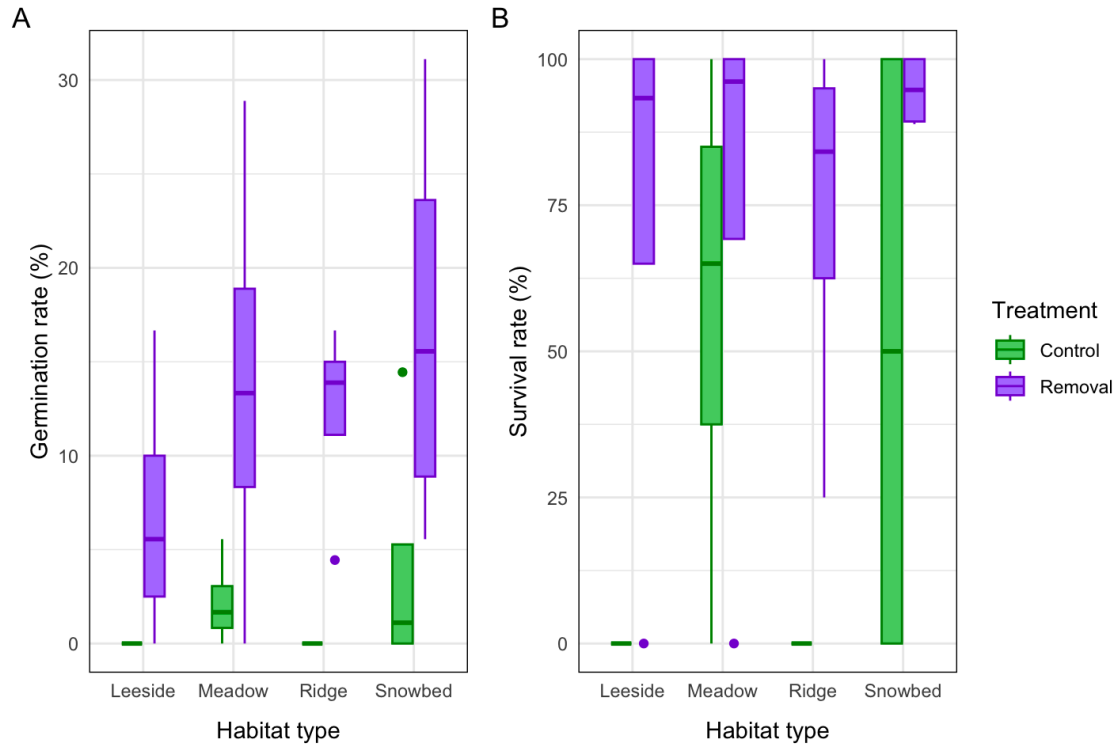 A
B
Germination rate (%)
30
20
10
0
Leeside Meadow Ridge Snowbed
Habitat type
Survival rate (%)
100
75
50
25
0
Leeside Meadow Ridge Snowbed
Habitat type
Treatment
Control
Removal